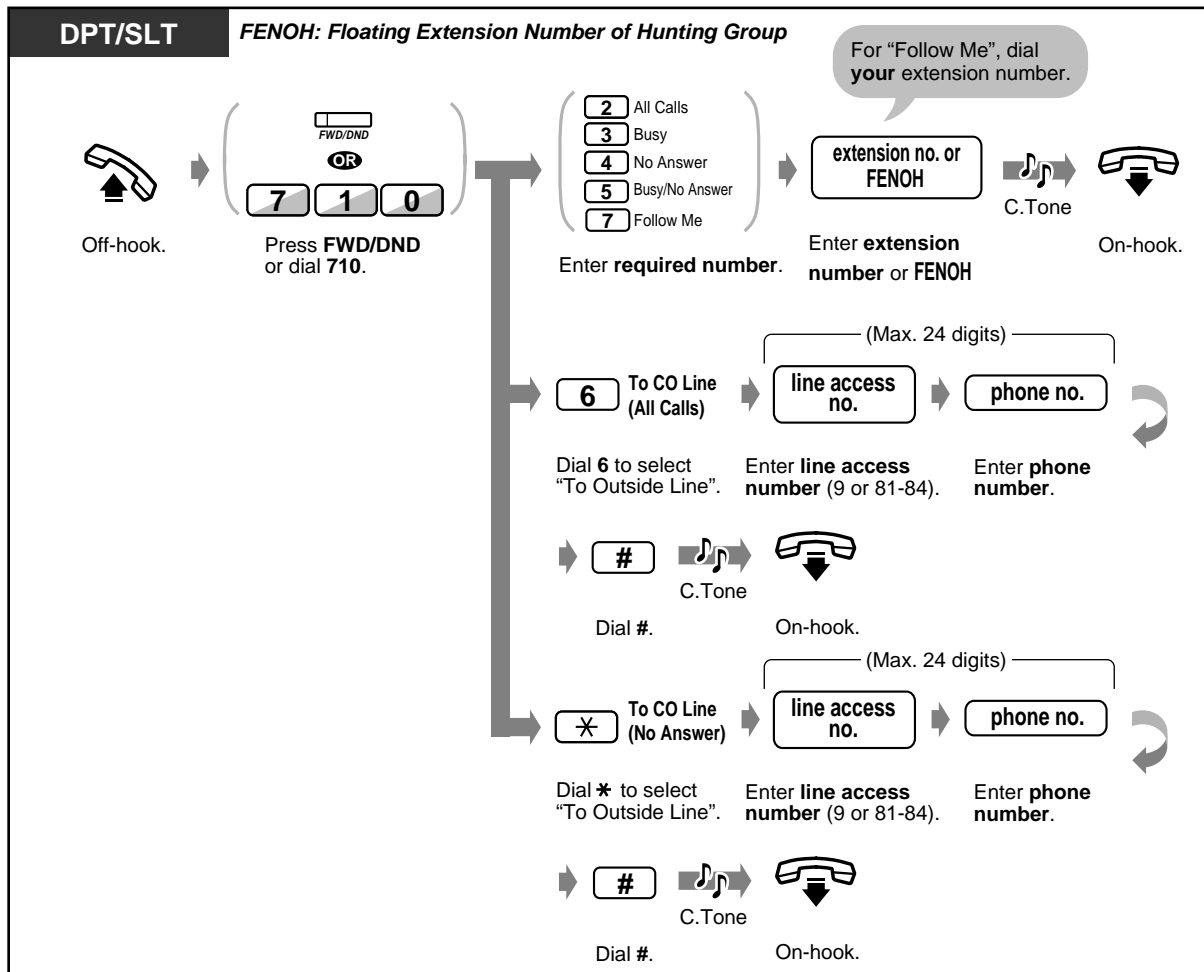 DPT/SLT
FENOH: Floating Extension Number of Hunting Group
For “Follow Me”, dial
your extension number.
FWD/DND
OR
7 1 0
2 All Calls
3 Busy
4 No Answer
5 Busy/No Answer
7 Follow Me
extension no. or
FENOH
C.Tone
Off-hook.
Press FWD/DND
or dial 710.
Enter required number.
Enter extension
number or FENOH
On-hook.
(Max. 24 digits)
6
To CO Line
(All Calls)
line access
no.
phone no.
Dial 6 to select
“To Outside Line”.
Enter line access
number (9 or 81-84).
Enter phone
number.
#
C.Tone
Dial #.
On-hook.
(Max. 24 digits)
*
To CO Line
(No Answer)
line access
no.
phone no.
Dial * to select
“To Outside Line”.
Enter line access
number (9 or 81-84).
Enter phone
number.
#
C.Tone
Dial #.
On-hook.